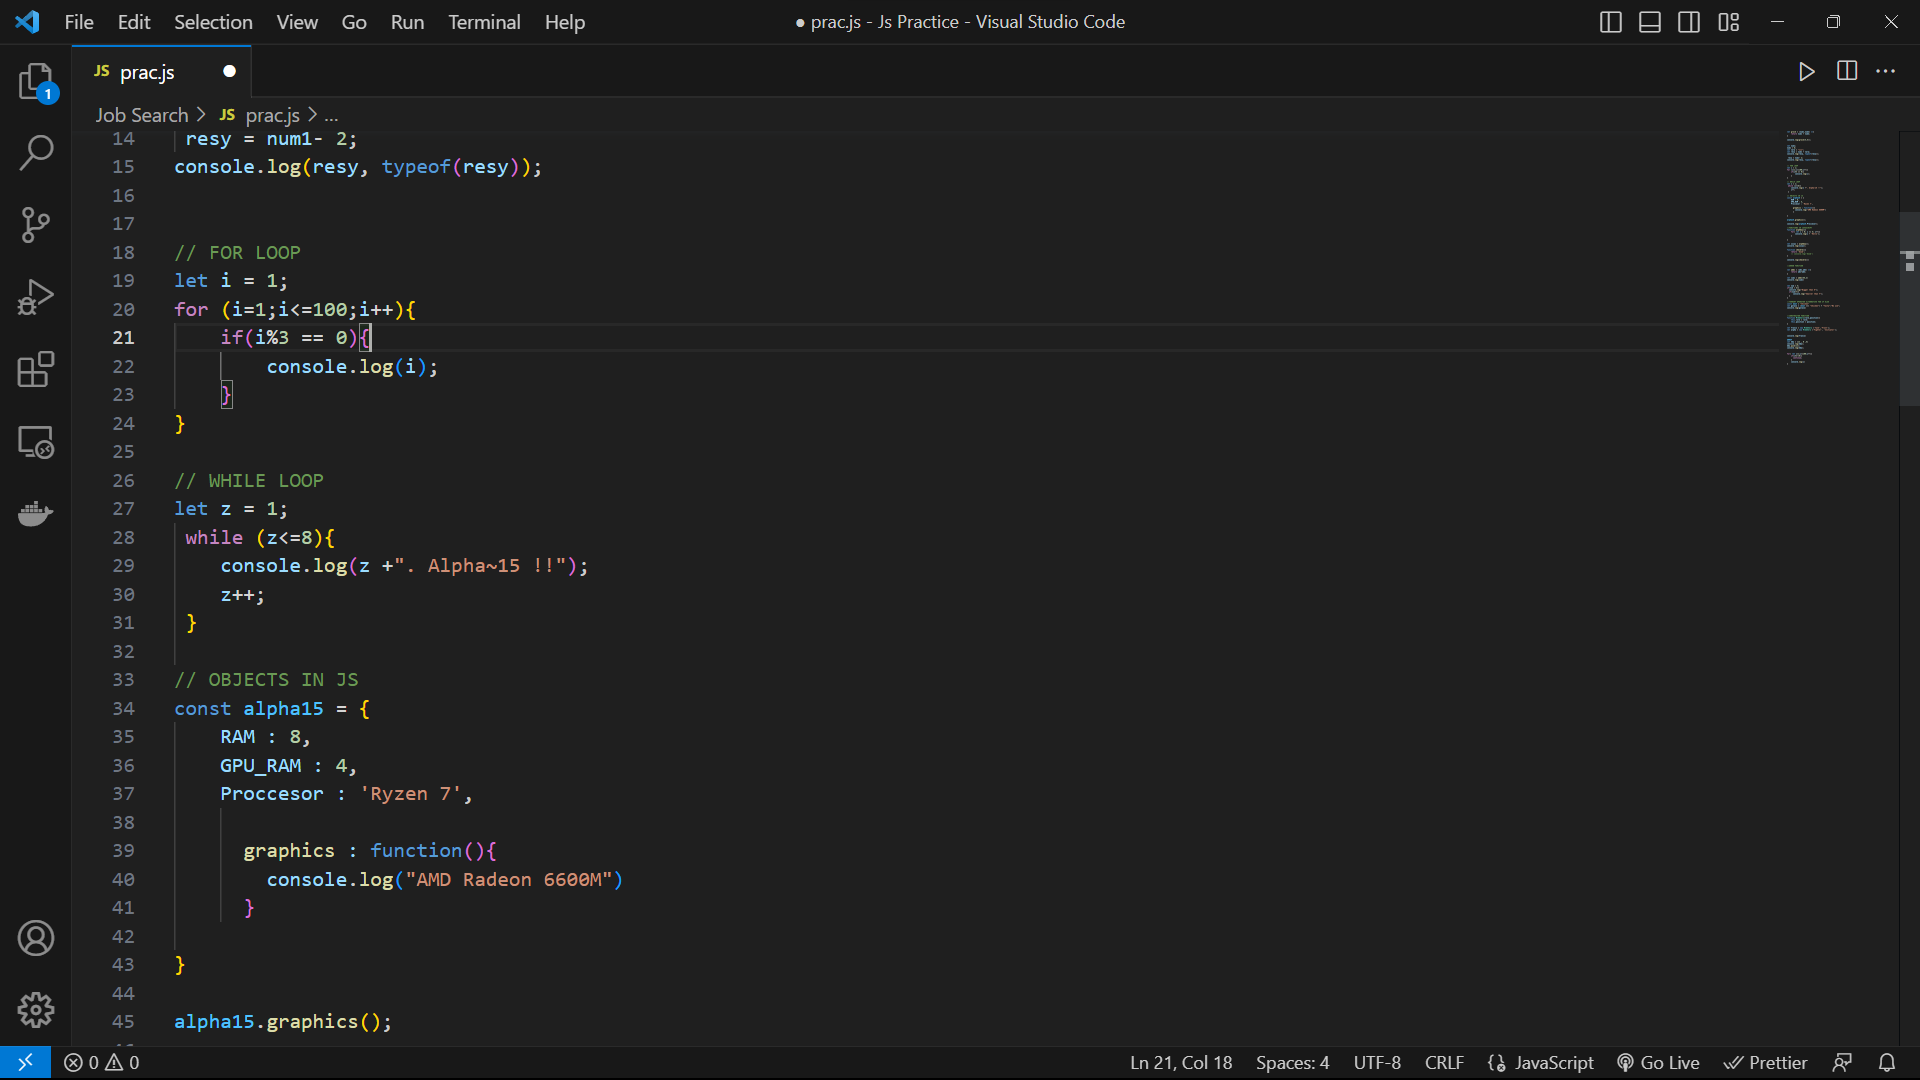 File Edit Selection View Go Run Terminal Help
● prac.js - Js Practice - Visual Studio Code
JS prac.js
1
Job Search > JS prac.js > ...
14 resy = num1- 2;
15 console.log(resy, typeof(resy));
16
17
18 // FOR LOOP
19 let i = 1;
20 for (i=1;i<=100;i++){
21 if(i%3 == 0){
22 console.log(i);
23 }
24 }
25
26 // WHILE LOOP
27 let z = 1;
28 while (z<=8){
29 console.log(z +". Alpha~15 !!");
30 z++;
31 }
32
33 // OBJECTS IN JS
34 const alpha15 = {
35 RAM : 8,
36 GPU_RAM : 4,
37 Proccesor : 'Ryzen 7',
38
39 graphics : function(){
40 console.log("AMD Radeon 6600M")
41 }
42
43 }
44
45 alpha15.graphics();
0 0 Ln 21, Col 18 Spaces: 4 UTF-8 CRLF JavaScript Go Live Prettier